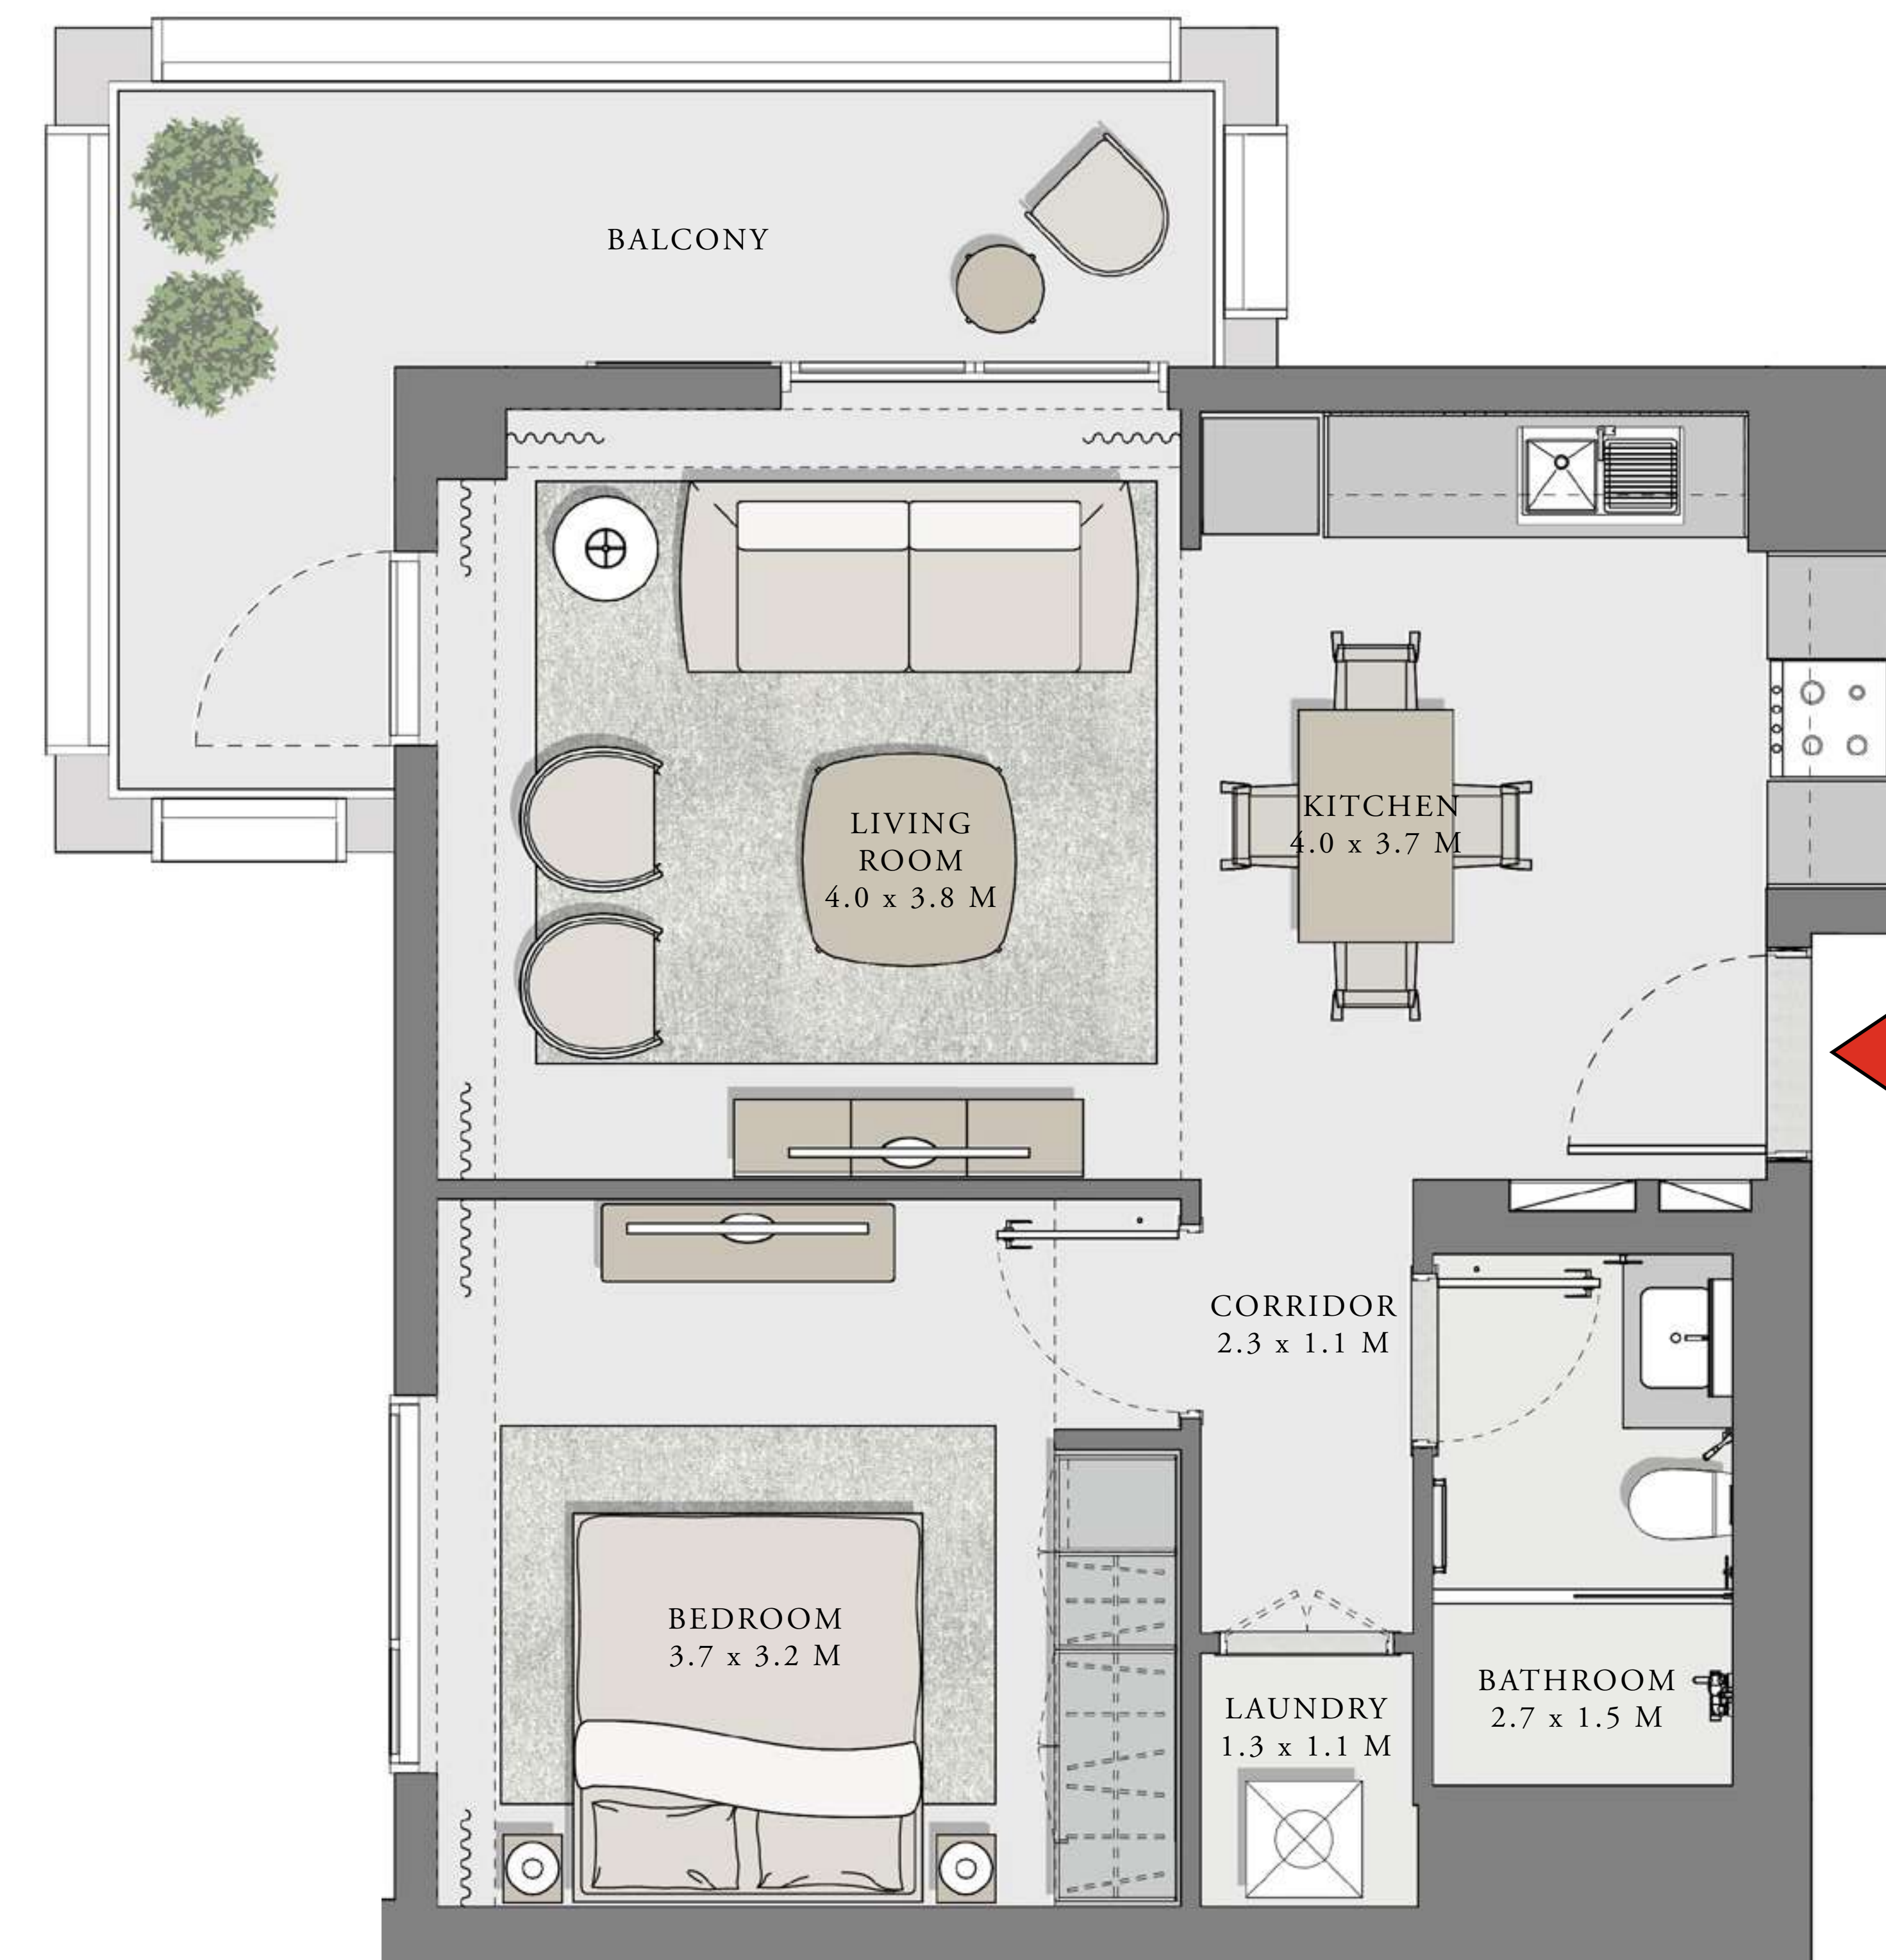 BALCONY
LIVING
ROOM
4.0 x 3.8 M
KITCHEN
4.0 x 3.7 M
CORRIDOR
2.3 x 1.1 M
BEDROOM
3.7 x 3.2 M
LAUNDRY
1.3 x 1.1 M
BATHROOM
2.7 x 1.5 M